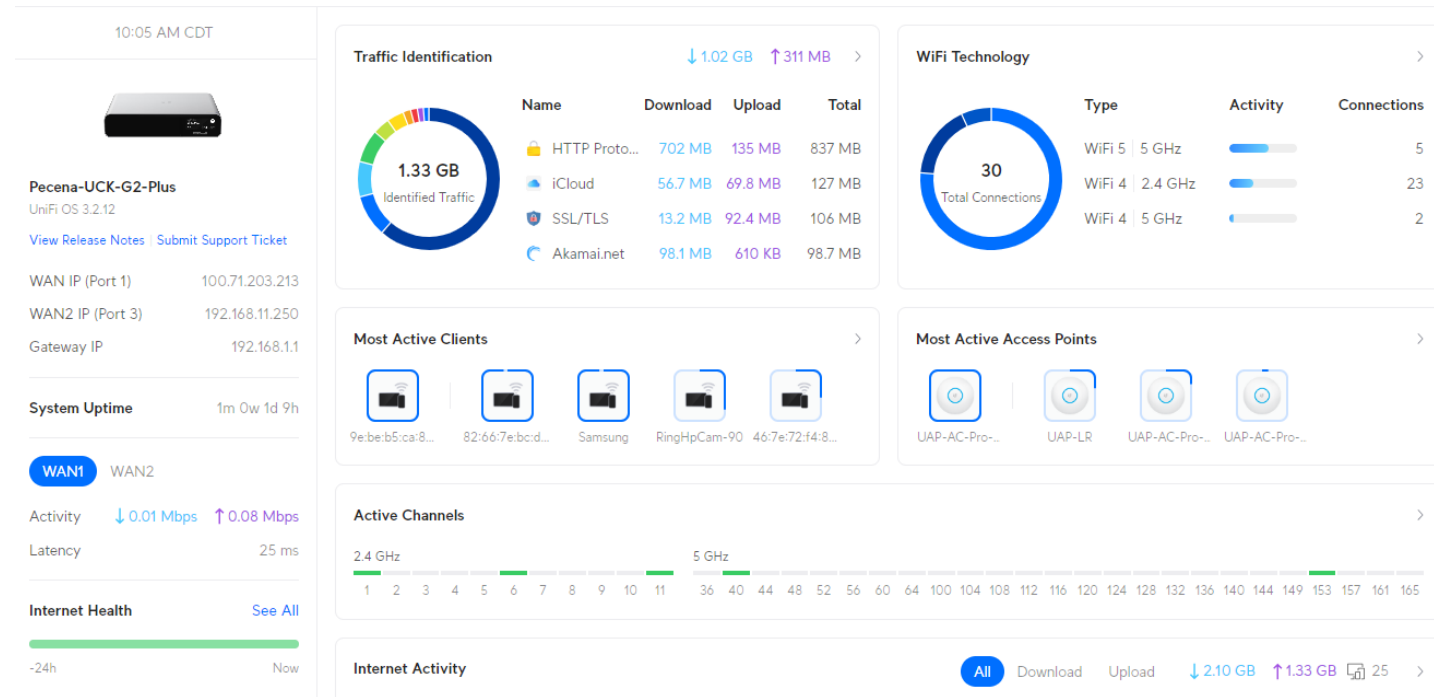 10:05 AM CDT
Pecena-UCK-G2-Plus
UniFi OS 3.2.12
View Release Notes | Submit Support Ticket
WAN IP (Port 1) 100.71.203.213
WAN2 IP (Port 3) 192.168.11.250
Gateway IP 192.168.1.1
System Uptime 1m 0w 1d 9h
WAN1 WAN2
Activity ↓ 0.01 Mbps ↑ 0.08 Mbps
Latency 25 ms
Internet Health See All
-24h Now
Traffic Identification ↓ 1.02 GB ↑ 311 MB
1.33 GB
Identified Traffic
Name Download Upload Total
HTTP Proto... 702 MB 135 MB 837 MB
iCloud 56.7 MB 69.8 MB 127 MB
SSL/TLS 13.2 MB 92.4 MB 106 MB
Akamai.net 98.1 MB 610 KB 98.7 MB
WiFi Technology
30
Total Connections
Type Activity Connections
WiFi 5 | 5 GHz 5
WiFi 4 | 2.4 GHz 23
WiFi 4 | 5 GHz 2
Most Active Clients
9e:be:b5:ca:8... 82:66:7e:bc:d... Samsung RingHpCam-90 46:7e:72:f4:8...
Most Active Access Points
UAP-AC-Pro-... UAP-LR UAP-AC-Pro-... UAP-AC-Pro-...
Active Channels
2.4 GHz 5 GHz
1 2 3 4 5 6 7 8 9 10 11 36 40 44 48 52 56 60 64 100 104 108 112 116 120 124 128 132 136 140 144 149 153 157 161 165
Internet Activity All Download Upload ↓ 2.10 GB ↑ 1.33 GB 25